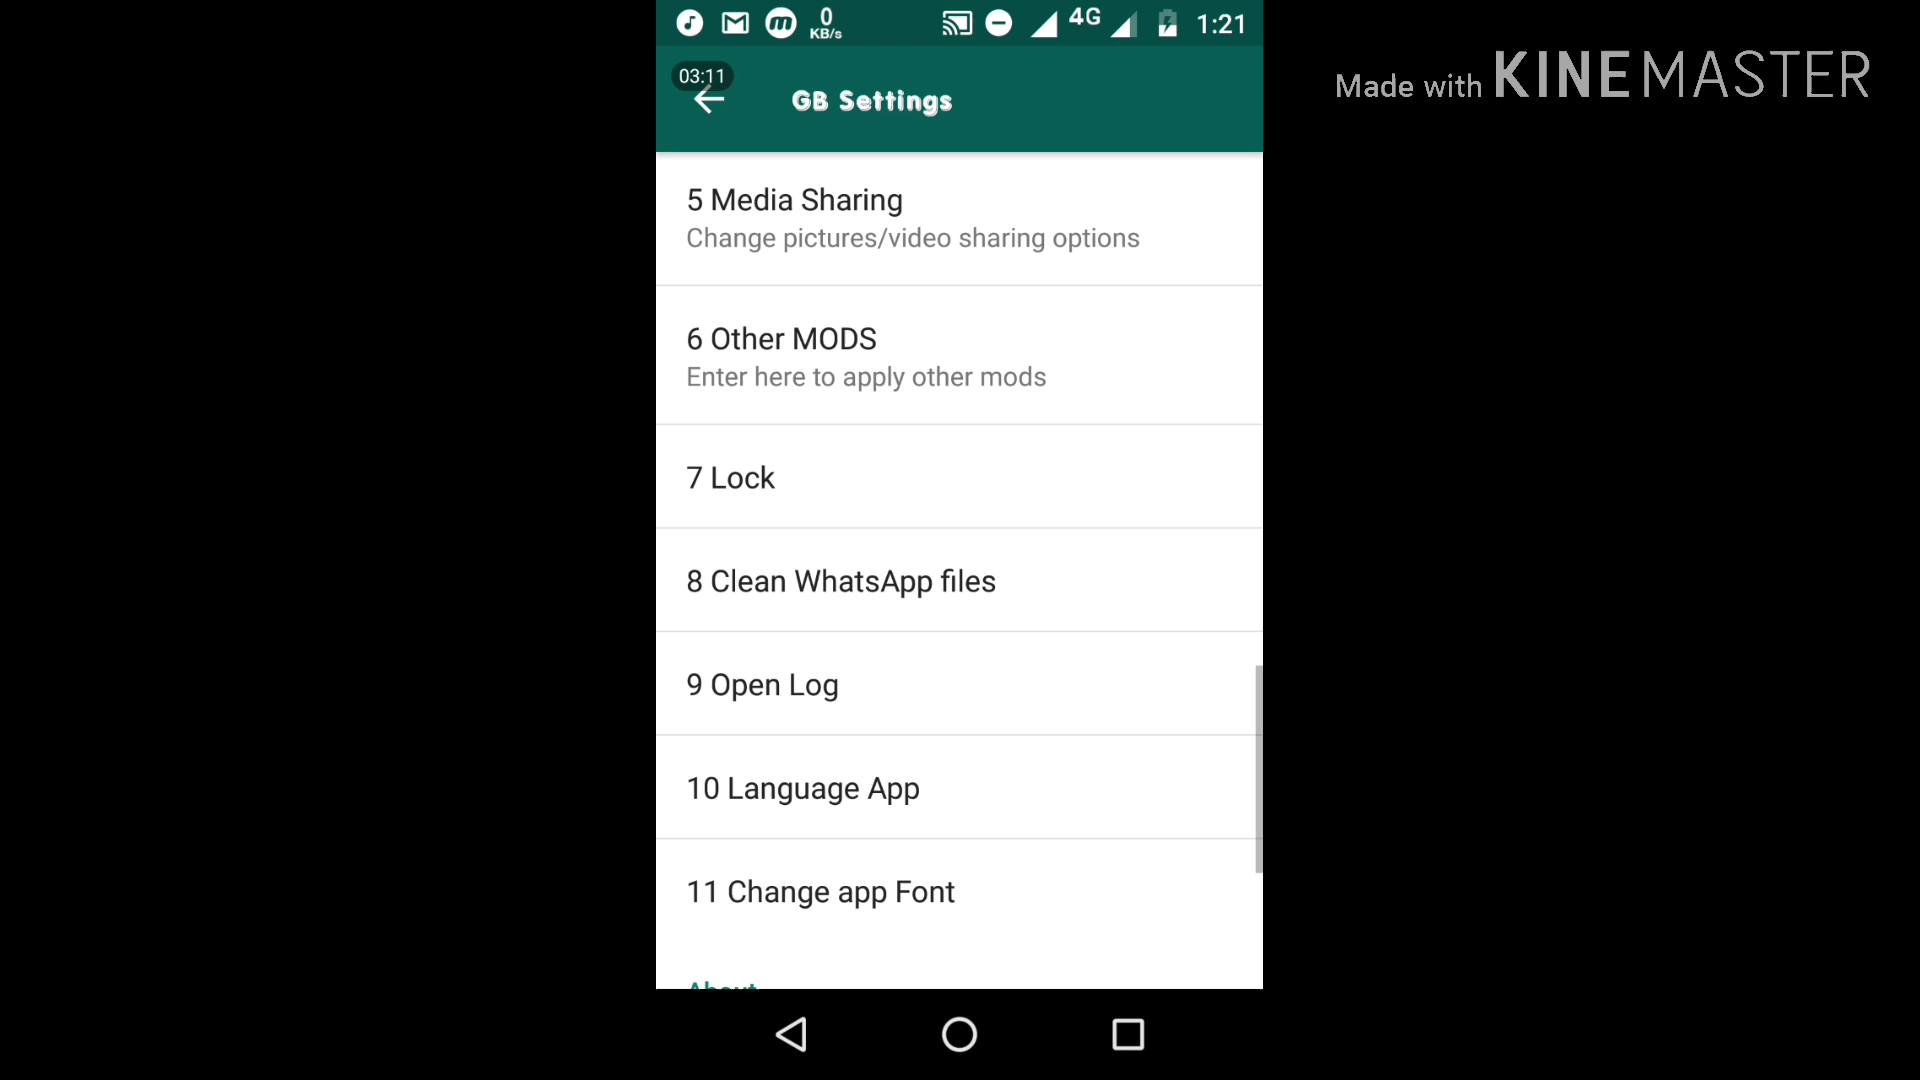 0
KB/s
4G
1:21
03:11
GB Settings
Made with KINEMASTER
5 Media Sharing
Change pictures/video sharing options
6 Other MODS
Enter here to apply other mods
7 Lock
8 Clean WhatsApp files
9 Open Log
10 Language App
11 Change app Font
About